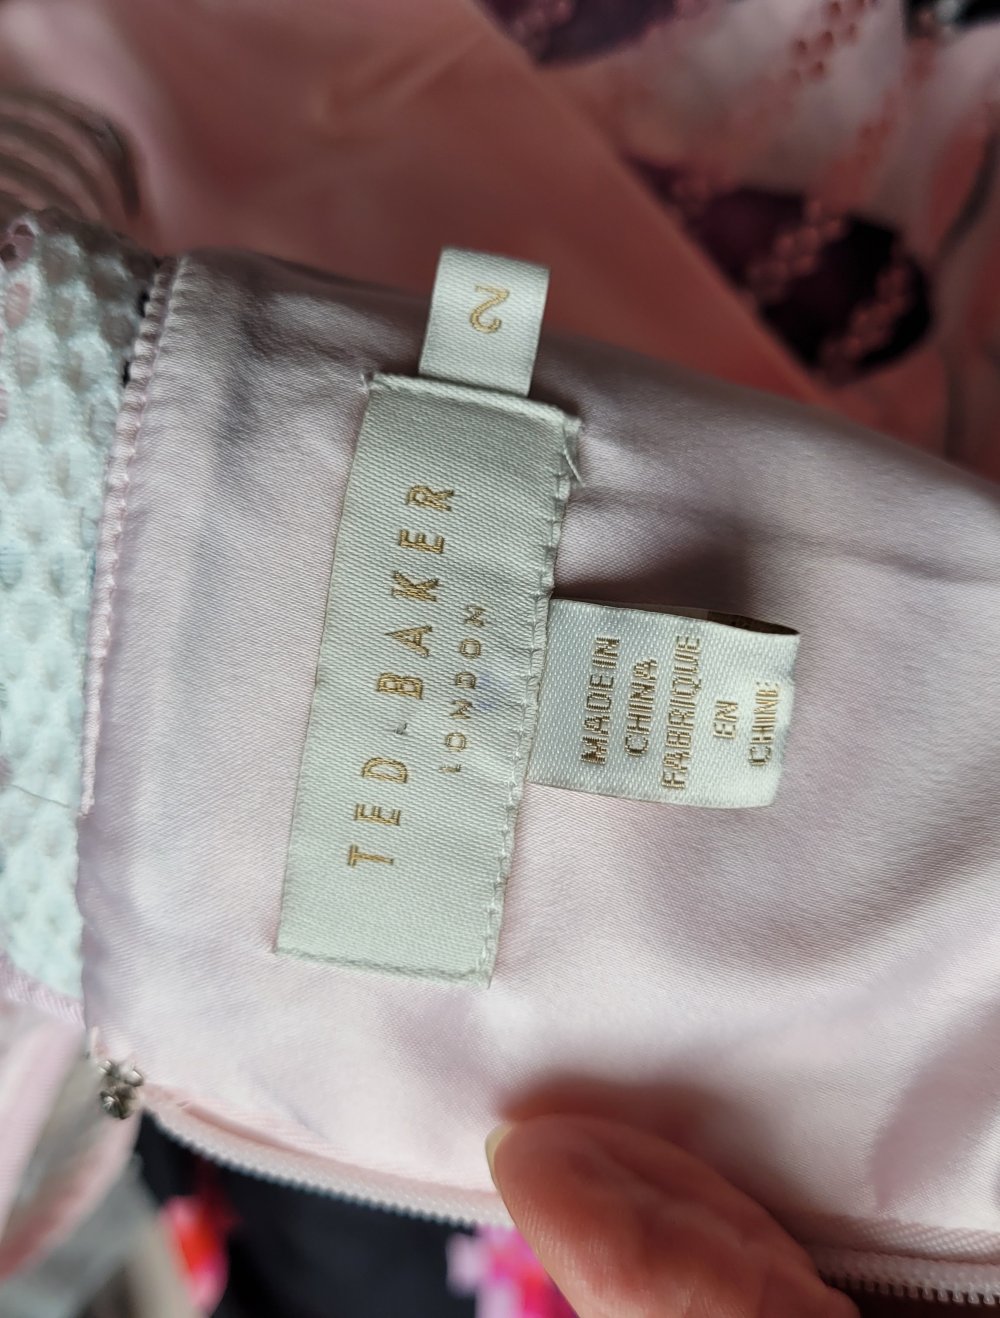 TED BAKER
LONDON
2
MADE IN
CHINA
FABRIQUE
EN
CHINE